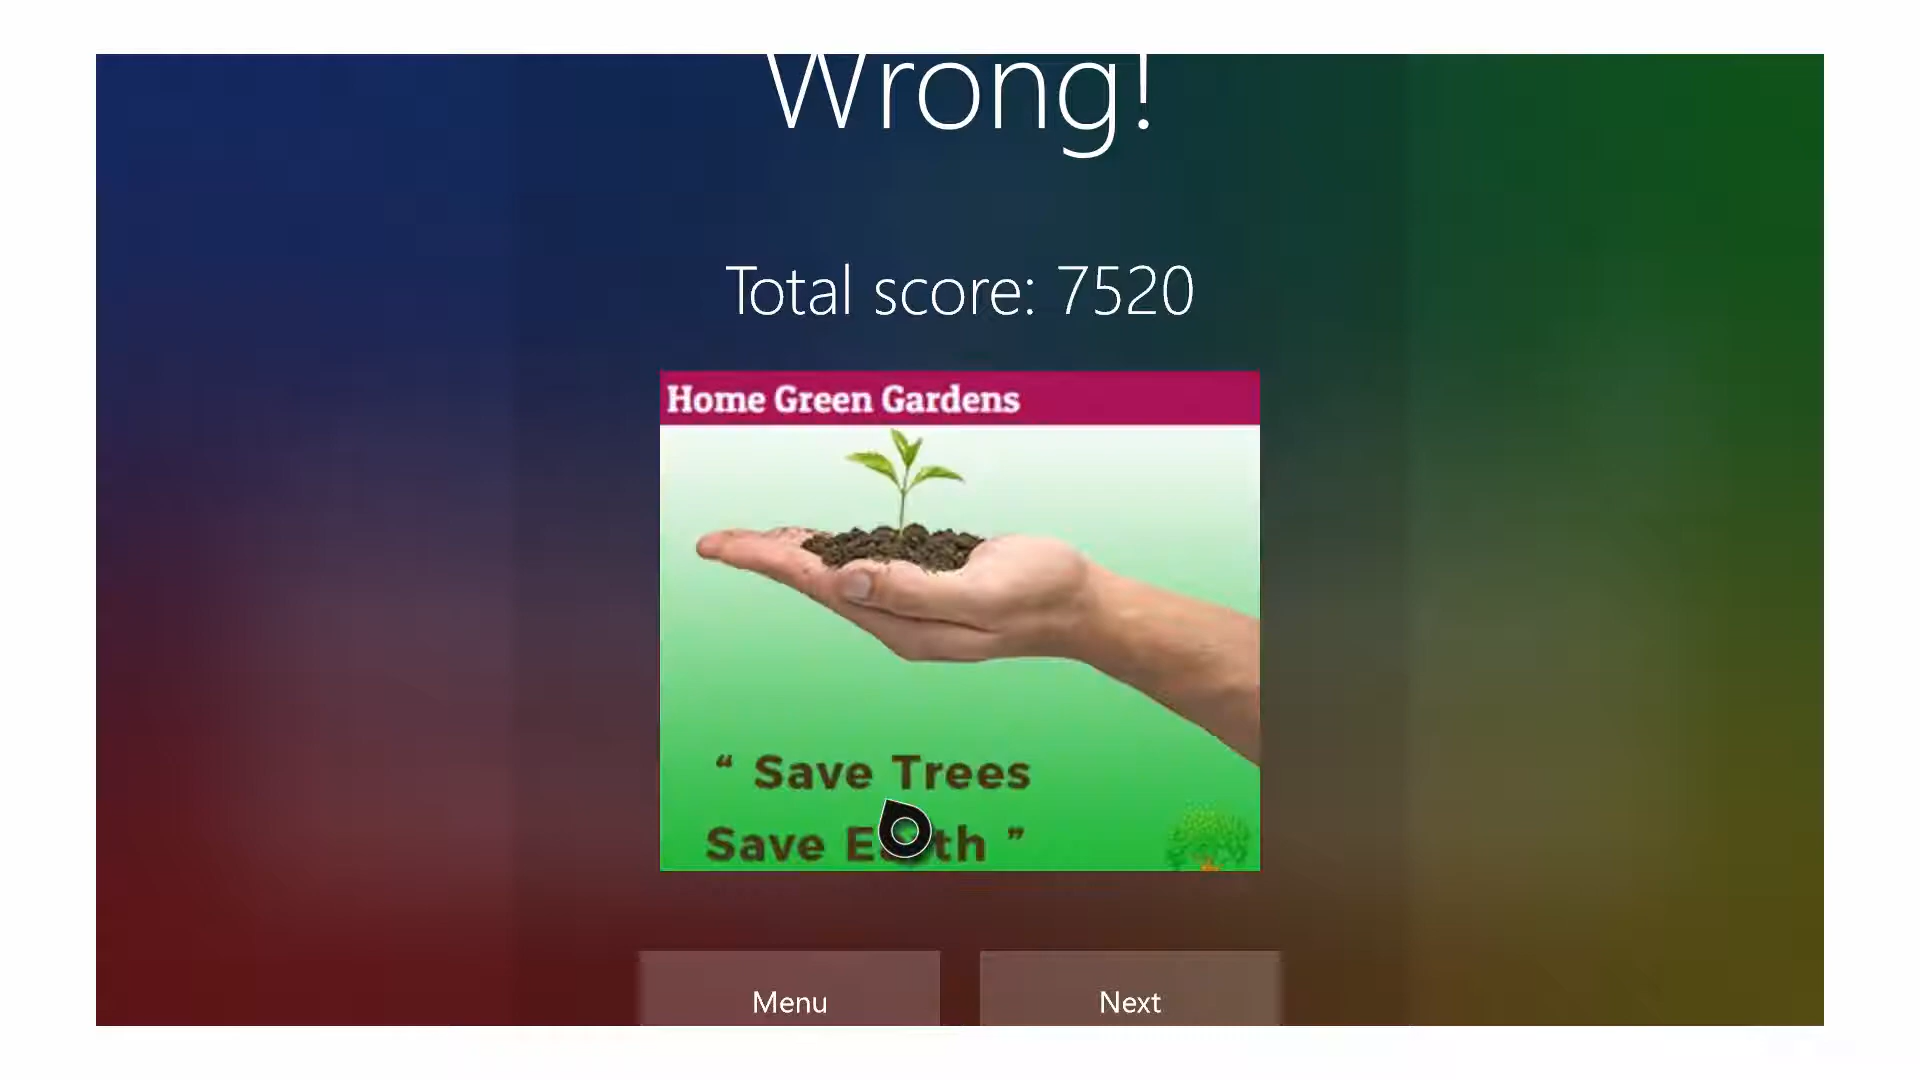 Wrong!
Total score: 7520
Home Green Gardens
“ Save Trees
Save ”
Menu
Next